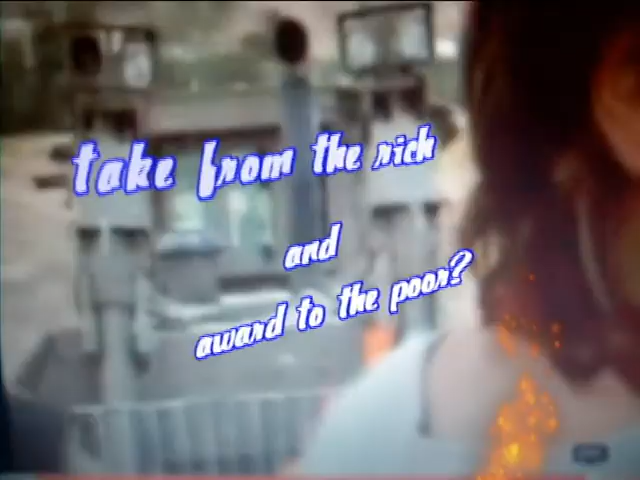 take from the rich
and
award to the poor?